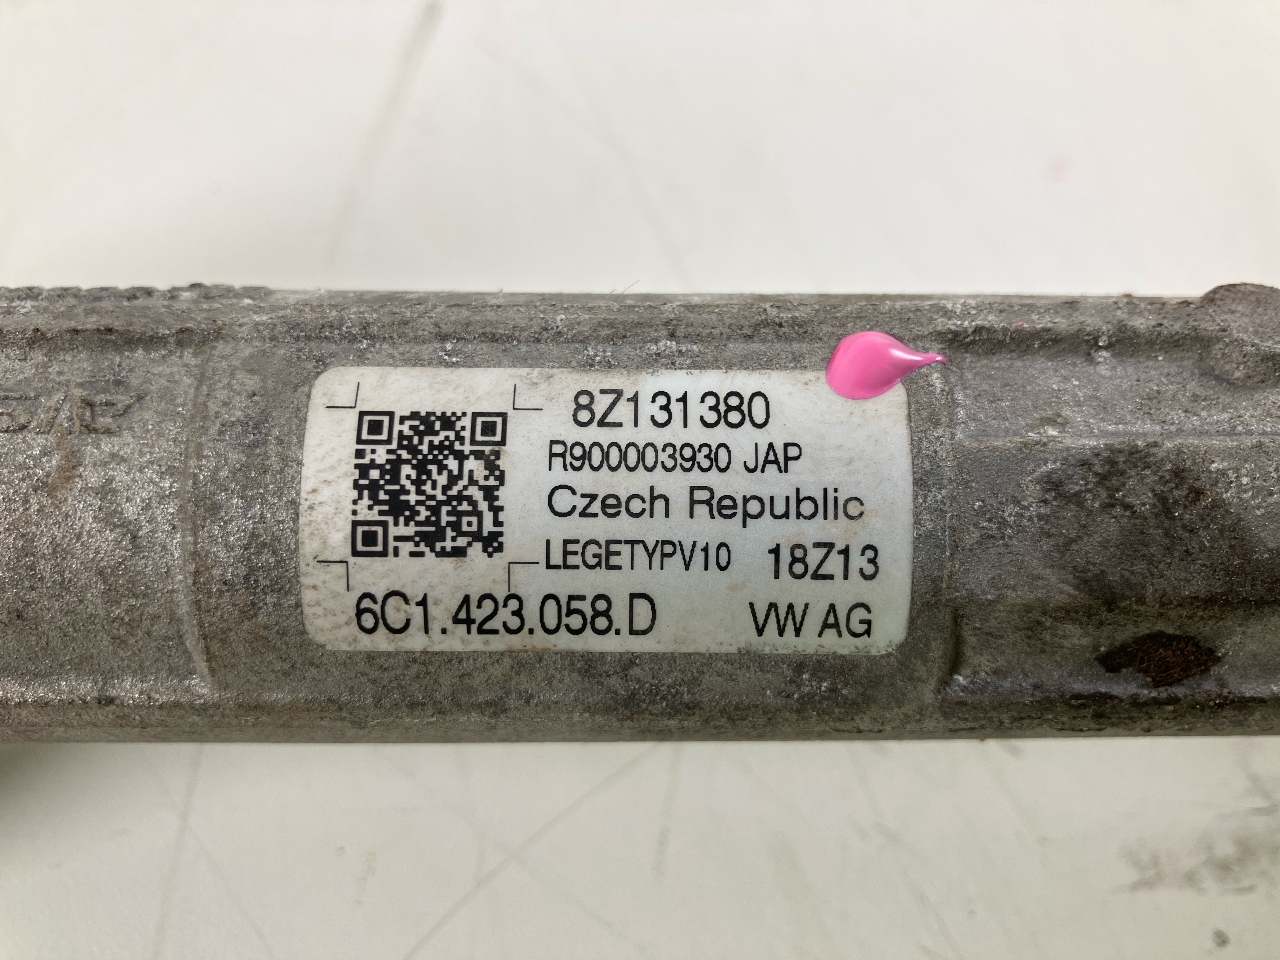 8Z131380
R900003930 JAP
Czech Republic
LEGETYPV10 18Z13
6C1.423.058.D VW AG